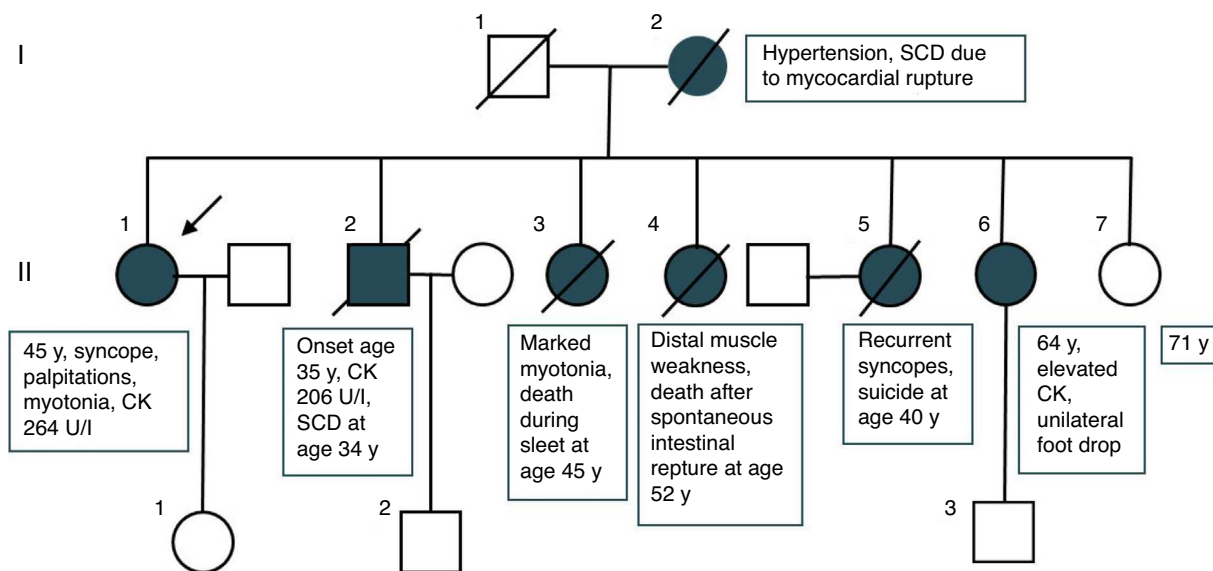 I
1
2
Hypertension, SCD due
to mycocardial rupture
II
1
2
3
4
5
6
7
45 y, syncope,
palpitations,
myotonia, CK
264 U/l
Onset age
35 y, CK
206 U/l,
SCD at
age 34 y
Marked
myotonia,
death
during
sleet at
age 45 y
Distal muscle
weakness,
death after
spontaneous
intestinal
repture at age
52 y
Recurrent
syncopes,
suicide at
age 40 y
64 y,
elevated
CK,
unilateral
foot drop
71 y
1
2
3